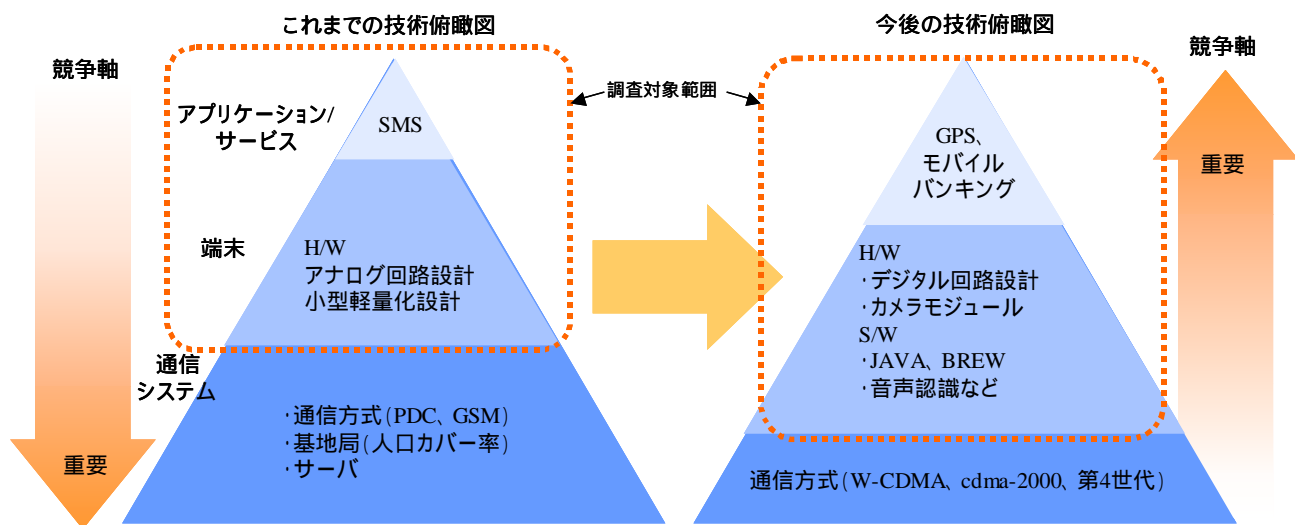 これまでの技術俯瞰図
競争軸
アプリケーション/
サービス
SMS
端末
H/W
アナログ回路設計
小型軽量化設計
通信
システム
・通信方式(PDC、GSM)
・基地局(人口カバー率)
・サーバ
重要
調査対象範囲
今後の技術俯瞰図
競争軸
重要
GPS、
モバイル
バンキング
H/W
・デジタル回路設計
・カメラモジュール
S/W
・JAVA、BREW
・音声認識など
通信方式(W-CDMA、cdma-2000、第4世代)